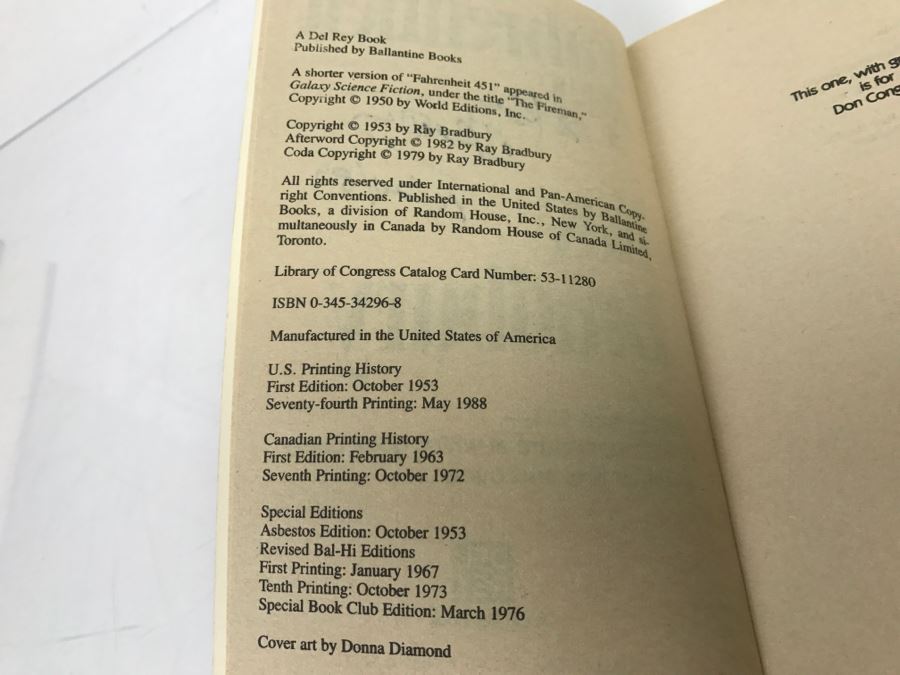 A Del Rey Book
Published by Ballantine Books
A shorter version of "Fahrenheit 451" appeared in
Galaxy Science Fiction, under the title "The Fireman,"
Copyright © 1950 by World Editions, Inc.
Copyright © 1953 by Ray Bradbury
Afterword Copyright © 1982 by Ray Bradbury
Coda Copyright © 1979 by Ray Bradbury
All rights reserved under International and Pan-American Copy-
right Conventions. Published in the United States by Ballantine
Books, a division of Random House, Inc., New York, and si-
multaneously in Canada by Random House of Canada Limited,
Toronto.
Library of Congress Catalog Card Number: 53-11280
ISBN 0-345-34296-8
Manufactured in the United States of America
U.S. Printing History
First Edition: October 1953
Seventy-fourth Printing: May 1988
Canadian Printing History
First Edition: February 1963
Seventh Printing: October 1972
Special Editions
Asbestos Edition: October 1953
Revised Bal-Hi Editions
First Printing: January 1967
Tenth Printing: October 1973
Special Book Club Edition: March 1976
Cover art by Donna Diamond
This one, with
is for
Don